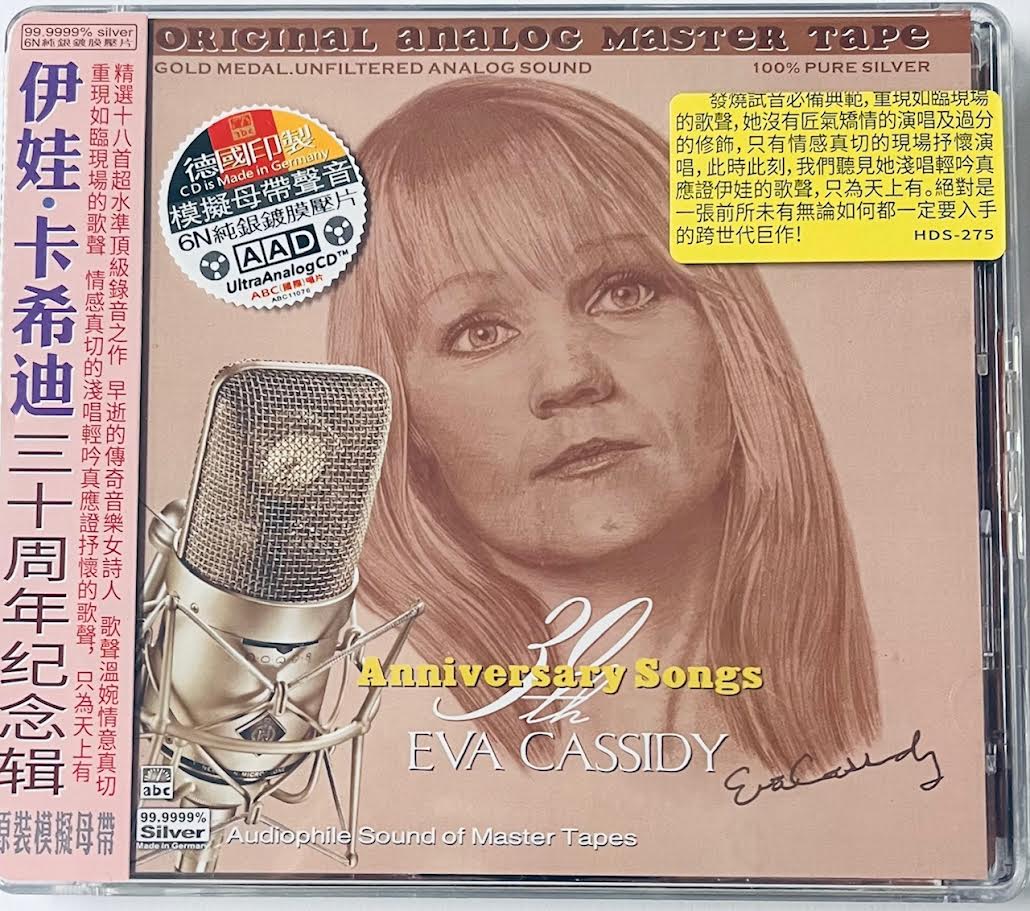 99.9999% silver
6N純銀鍍膜壓片
伊娃·卡希迪三十周年纪念辑
原裝模擬母帶
精選十八首超水準頂級錄音之作 早逝的傳奇音樂女詩人 歌聲溫婉情意真切
重現如臨現場的歌聲 情感真切的淺唱輕吟真應證抒懷的歌聲，只為天上有
ORIGINAL ANALOG MASTER TAPE
GOLD MEDAL.UNFILTERED ANALOG SOUND
100% PURE SILVER
abc
德國印製
CD is Made in Germany
模擬母帶聲音
6N純銀鍍膜壓片
AAD
UltraAnalogCD™
ABC(國際)唱片
ABC11076
發燒試音必備典範，重現如臨現場
的歌聲，她沒有匠氣矯情的演唱及過分
的修飾，只有情感真切的現場抒懷演
唱，此時此刻，我們聽見她淺唱輕吟真
應證伊娃的歌聲，只為天上有。絕對是
一張前所未有無論如何都一定要入手
的跨世代巨作！
HDS-275
30th
Anniversary Songs
EVA CASSIDY
Eva Cassidy
abc
99.9999%
Silver
Made in Germany
Audiophile Sound of Master Tapes